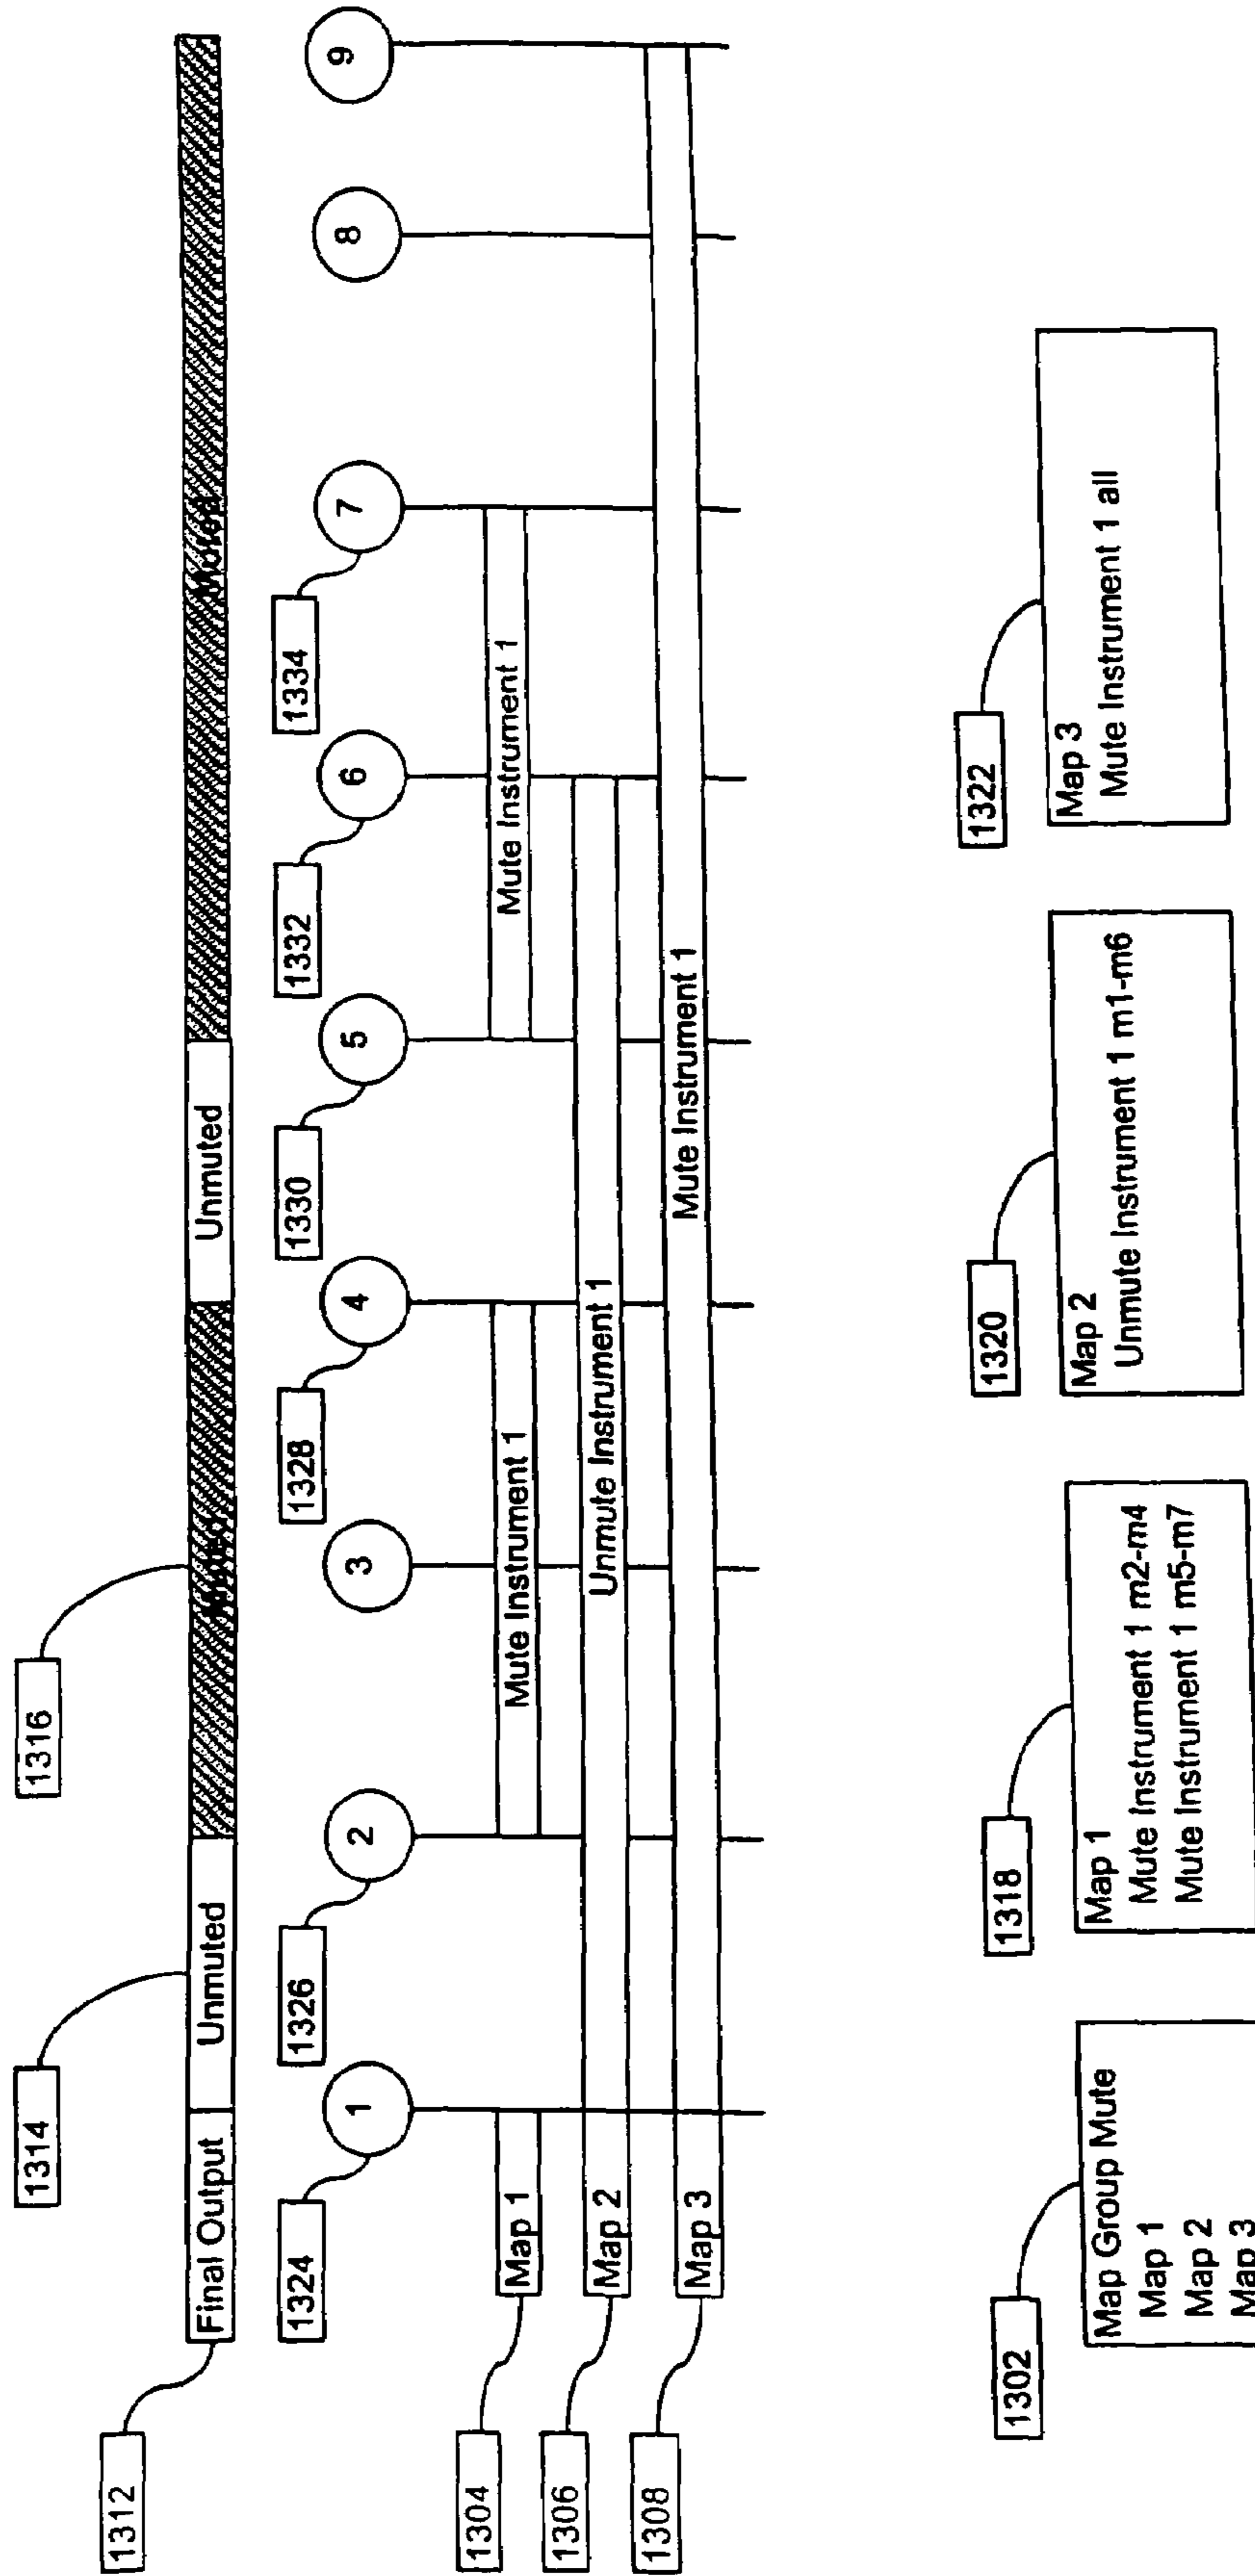 1314
1316
1312
Final Output
Unmuted
Muted
Unmuted
Muted
1324
1326
1328
1330
1332
1334
1
2
3
4
5
6
7
8
9
1304
Map 1
Mute Instrument 1
Mute Instrument 1
1306
Map 2
Unmute Instrument 1
1308
Map 3
Mute Instrument 1
1302
Map Group Mute
Map 1
Map 2
Map 3
1318
Map 1
Mute Instrument 1 m2-m4
Mute Instrument 1 m5-m7
1320
Map 2
Unmute Instrument 1 m1-m6
1322
Map 3
Mute Instrument 1 all